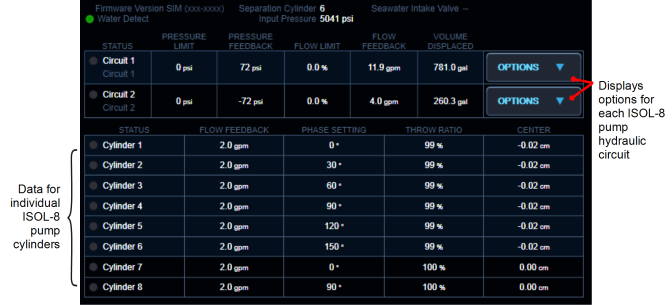 Firmware Version SIM (xxx-xxxx) Separation Cylinder 6 Seawater Intake Valve --
Water Detect Input Pressure 5041 psi
STATUS PRESSURE LIMIT PRESSURE FEEDBACK FLOW LIMIT FLOW FEEDBACK VOLUME DISPLACED
Circuit 1 0 psi 72 psi 0.0 % 11.9 gpm 781.0 gal OPTIONS
Circuit 1
Circuit 2 0 psi -72 psi 0.0 % 4.0 gpm 260.3 gal OPTIONS
Circuit 2
Displays
options for
each ISOL-8
pump
hydraulic
circuit
STATUS FLOW FEEDBACK PHASE SETTING THROW RATIO CENTER
Cylinder 1 2.0 gpm 0 ° 99 % -0.02 cm
Cylinder 2 2.0 gpm 30 ° 99 % -0.02 cm
Cylinder 3 2.0 gpm 60 ° 99 % -0.02 cm
Cylinder 4 2.0 gpm 90 ° 99 % -0.02 cm
Cylinder 5 2.0 gpm 120 ° 99 % -0.02 cm
Cylinder 6 2.0 gpm 150 ° 99 % -0.02 cm
Cylinder 7 2.0 gpm 0 ° 100 % 0.00 cm
Cylinder 8 2.0 gpm 90 ° 100 % 0.00 cm
Data for
individual
ISOL-8
pump
cylinders